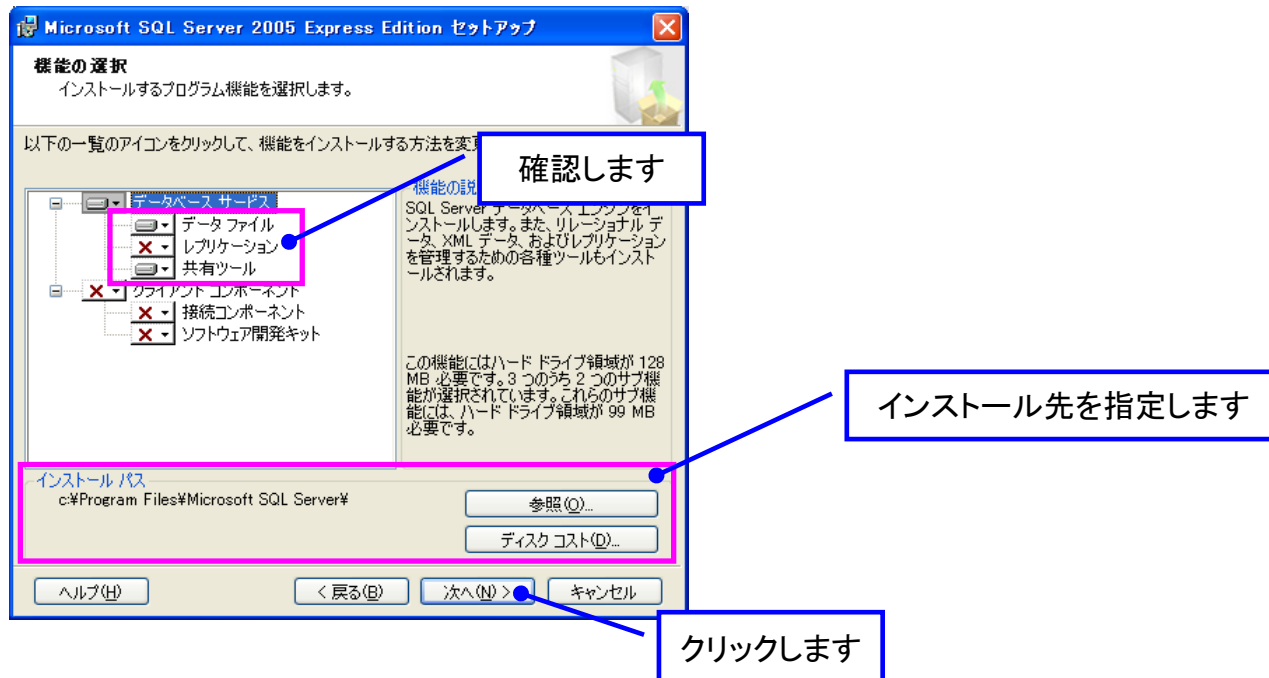 Microsoft SQL Server 2005 Express Edition セットアップ
機能の選択
インストールするプログラム機能を選択します。
以下の一覧のアイコンをクリックして、機能をインストールする方法を変
確認します
データベース サービス
データ ファイル
レプリケーション
共有ツール
クライアント コンポーネント
接続コンポーネント
ソフトウェア開発キット
機能の説
SQL Server データベース エンジンをイ
ンストールします。また、リレーショナル デ
ータ、XML データ、およびレプリケーション
を管理するための各種ツールもインスト
ールされます。
この機能にはハード ドライブ領域が 128
MB 必要です。3 つのうち 2 つのサブ機
能が選択されています。これらのサブ機
能には、ハード ドライブ領域が 99 MB
必要です。
インストール先を指定します
インストール パス
c:¥Program Files¥Microsoft SQL Server¥
参照(O)...
ディスク コスト(D)...
ヘルプ(H)
< 戻る(B)
次へ(N) >
キャンセル
クリックします